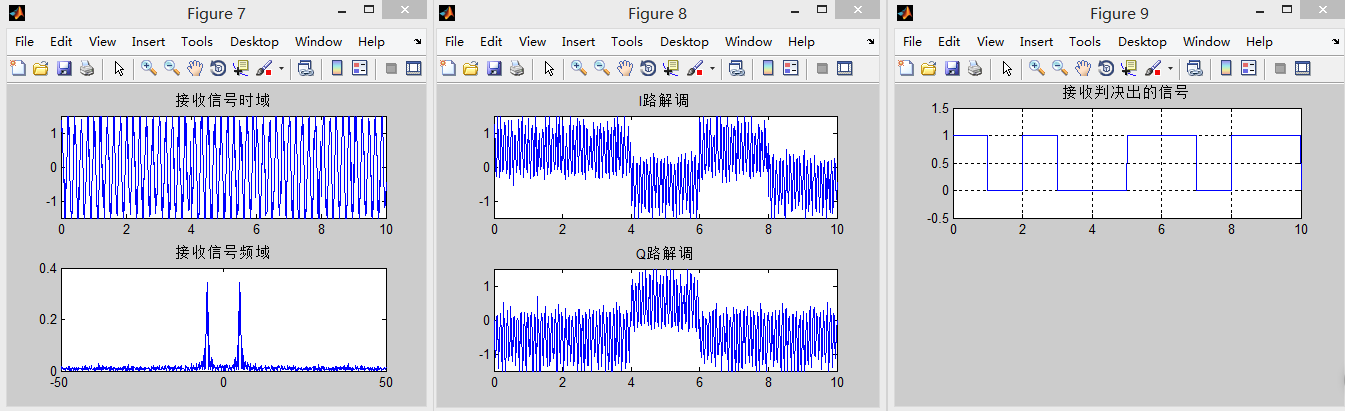 Figure 7
File Edit View Insert Tools Desktop Window Help
接收信号时域
1
0
-1
0 2 4 6 8 10
接收信号频域
0.4
0.2
0
-50 0 50
Figure 8
File Edit View Insert Tools Desktop Window Help
I路解调
1
0
-1
0 2 4 6 8 10
Q路解调
1
0
-1
0 2 4 6 8 10
Figure 9
File Edit View Insert Tools Desktop Window Help
接收判决出的信号
1.5
1
0.5
0
-0.5
0 2 4 6 8 10